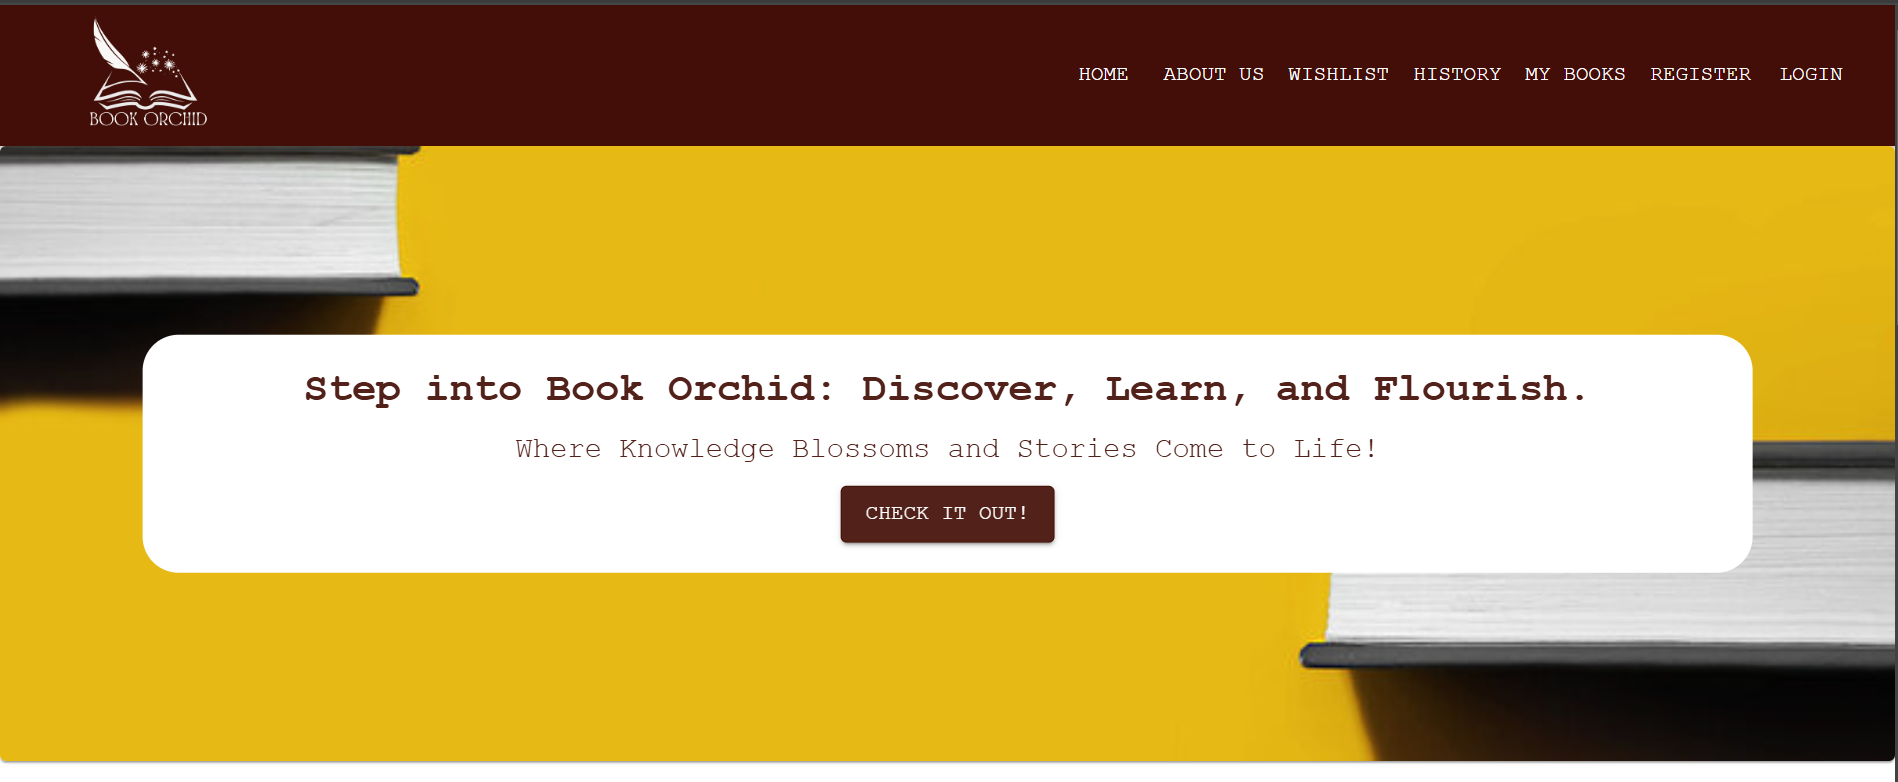 BOOK ORCHID
HOME ABOUT US WISHLIST HISTORY MY BOOKS REGISTER LOGIN
Step into Book Orchid: Discover, Learn, and Flourish.
Where Knowledge Blossoms and Stories Come to Life!
CHECK IT OUT!